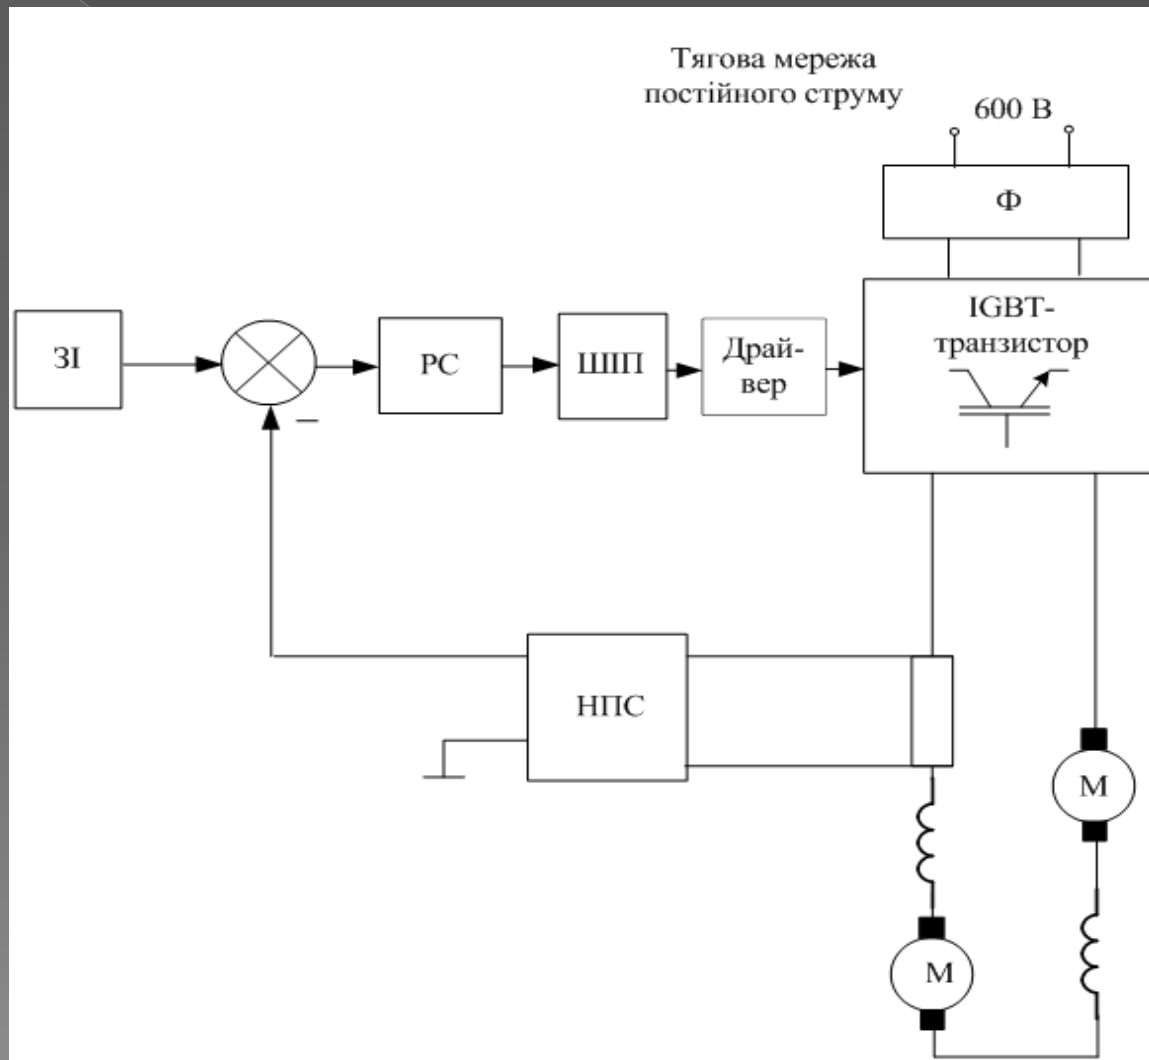 Тягова мережа
постійного струму
600 В
Ф
IGBT-
транзистор
ЗІ
РС
ШІП
Драй-
вер
НПС
М
М